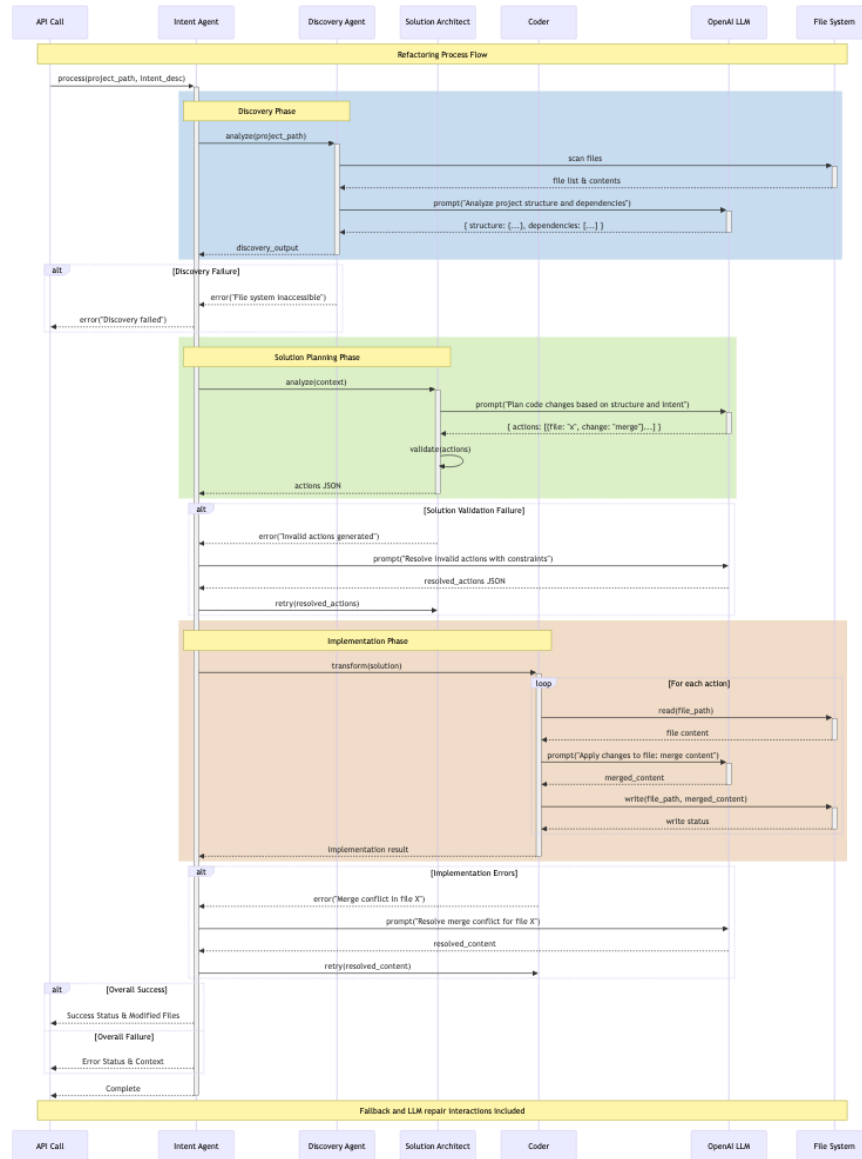 API Call
Intent Agent
Discovery Agent
Solution Architect
Coder
OpenAI LLM
File System
Refactoring Process Flow
process(project_path, intent_desc)
Discovery Phase
analyze(project_path)
scan files
file list & contents
prompt("Analyze project structure and dependencies")
{ structure: {...}, dependencies: [...] }
discovery_output
alt
[Discovery Failure]
error("File system inaccessible")
error("Discovery failed")
Solution Planning Phase
analyze(context)
prompt("Plan code changes based on structure and intent")
{ actions: [{file: "x", change: "merge"},...] }
validate(actions)
actions JSON
alt
[Solution Validation Failure]
error("Invalid actions generated")
prompt("Resolve invalid actions with constraints")
resolved_actions JSON
retry(resolved_actions)
Implementation Phase
transform(solution)
loop
[For each action]
read(file_path)
file content
prompt("Apply changes to file: merge content")
merged_content
write(file_path, merged_content)
write status
implementation result
alt
[Implementation Errors]
error("Merge conflict in file X")
prompt("Resolve merge conflict for file X")
resolved_content
retry(resolved_content)
alt
[Overall Success]
Success Status & Modified Files
[Overall Failure]
Error Status & Context
Complete
Fallback and LLM repair interactions included
API Call
Intent Agent
Discovery Agent
Solution Architect
Coder
OpenAI LLM
File System